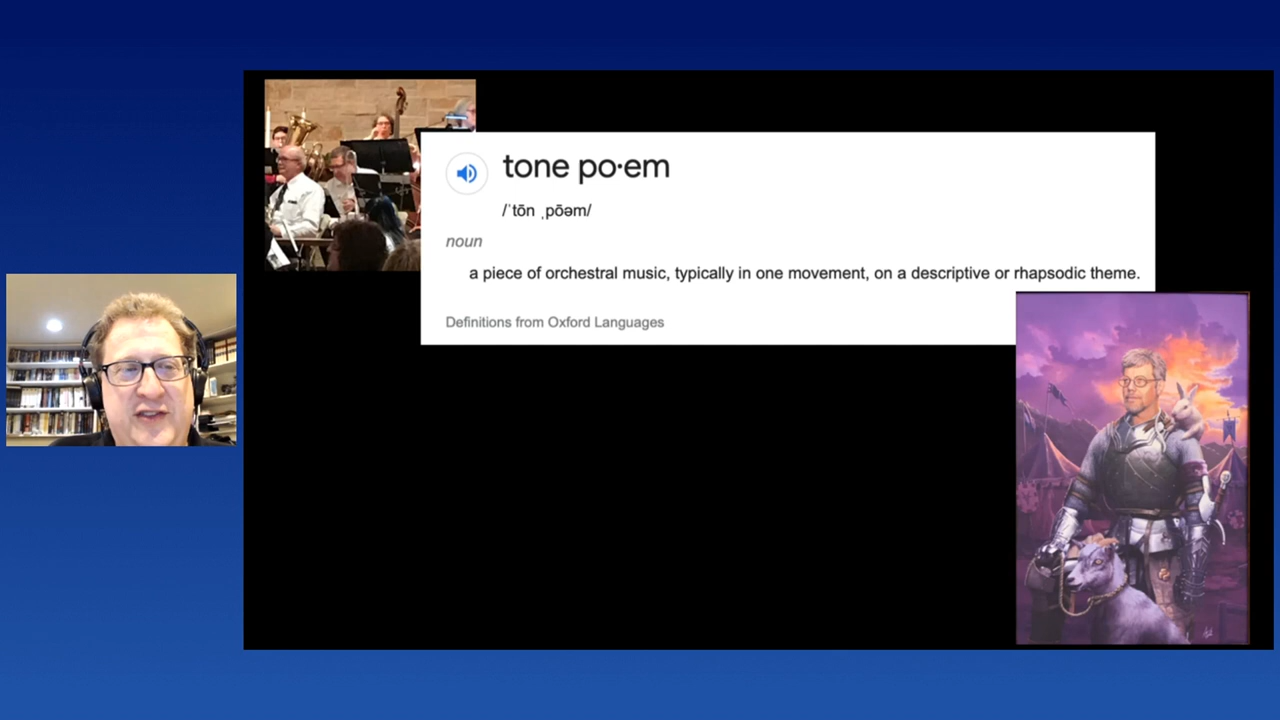 tone po·em
/ˈtōn ˌpōəm/
noun
a piece of orchestral music, typically in one movement, on a descriptive or rhapsodic theme.
Definitions from Oxford Languages